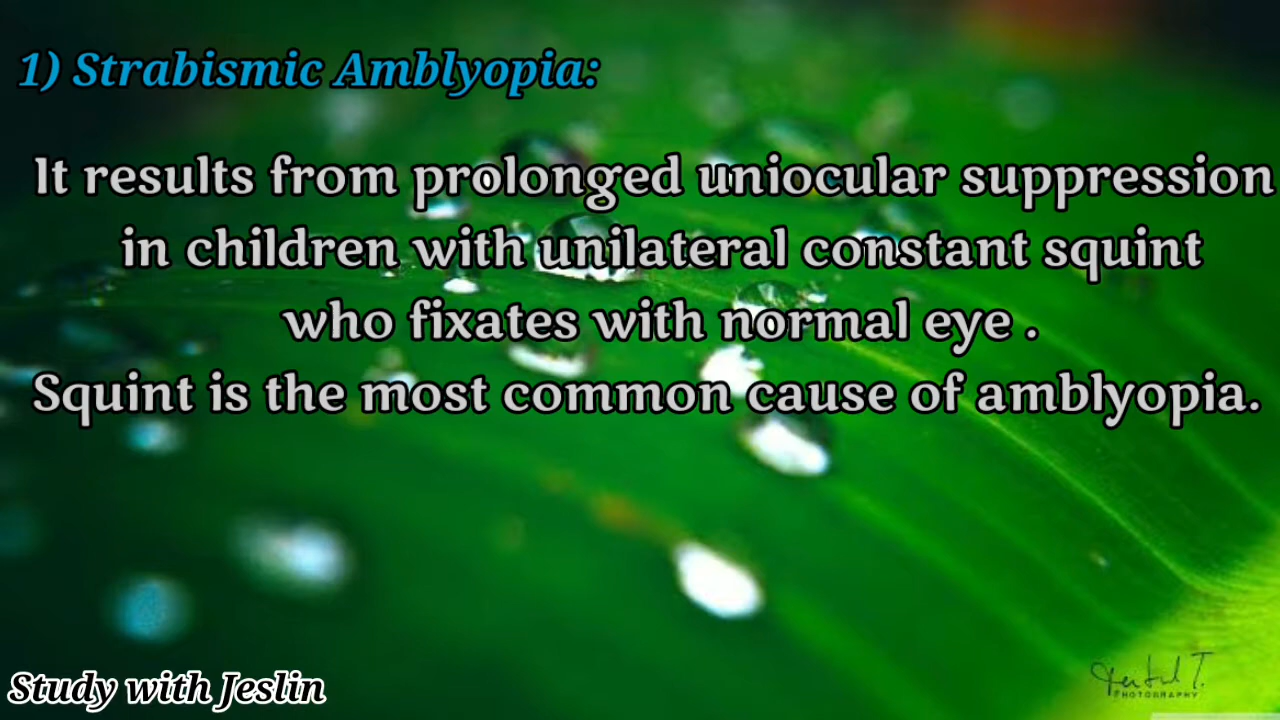 1) Strabismic Amblyopia:
It results from prolonged uniocular suppression
in children with unilateral constant squint
who fixates with normal eye .
Squint is the most common cause of amblyopia.
Study with Jeslin
PHOTOGRAPHY